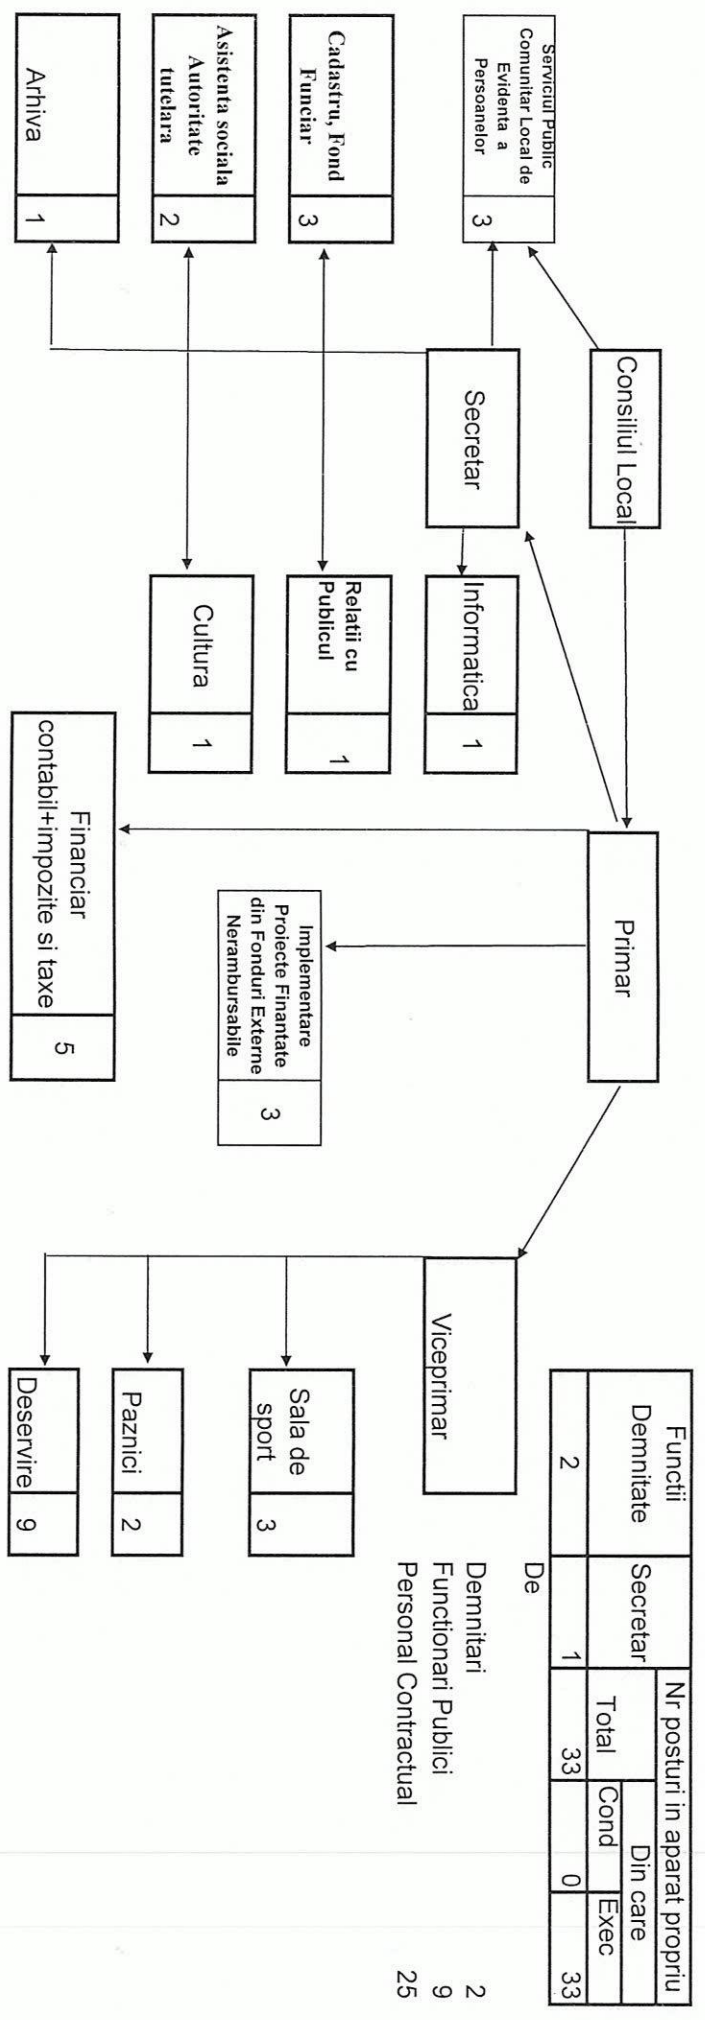 Consiliul Local
Primar
Functii
Demnitate
Secretar
Nr posturi in aparat propriu
Total
Din care
Cond
Exec
2
1
33
0
33
De
Serviciul Public
Comunitar Local de
Evidenta a
Persoanelor
3
Secretar
Informatica
1
Viceprimar
Demnitari
2
Functionari Publici
9
Personal Contractual
25
Cadastru, Fond
Funciar
3
Relatii cu
Publicul
1
Implementare
Proiecte Finantate
din Fonduri Externe
Nerambursabile
3
Sala de
sport
3
Asistenta sociala
Autoritate
tutelara
2
Cultura
1
Paznici
2
Arhiva
1
Financiar
contabil+impozite si taxe
5
Deservire
9